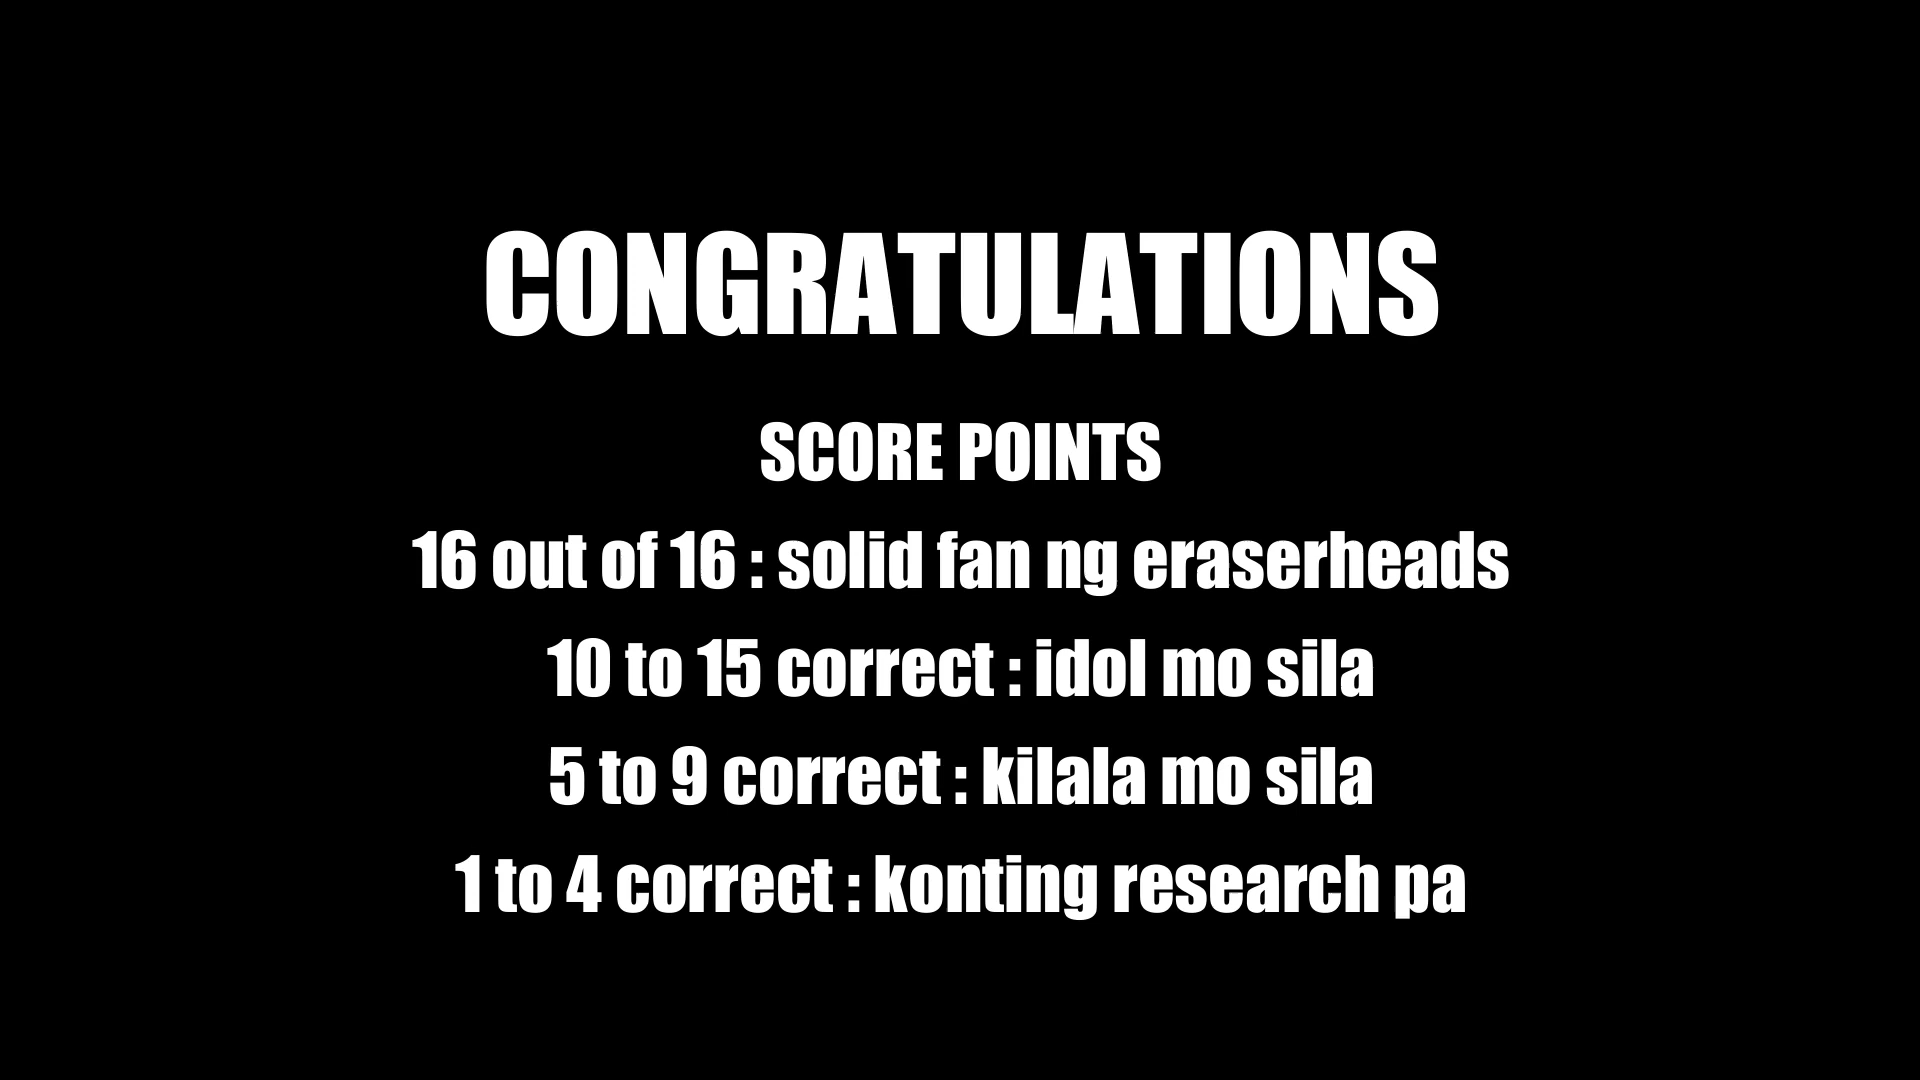 CONGRATULATIONS
SCORE POINTS
16 out of 16 : solid fan ng eraserheads
10 to 15 correct : idol mo sila
5 to 9 correct : kilala mo sila
1 to 4 correct : konting research pa